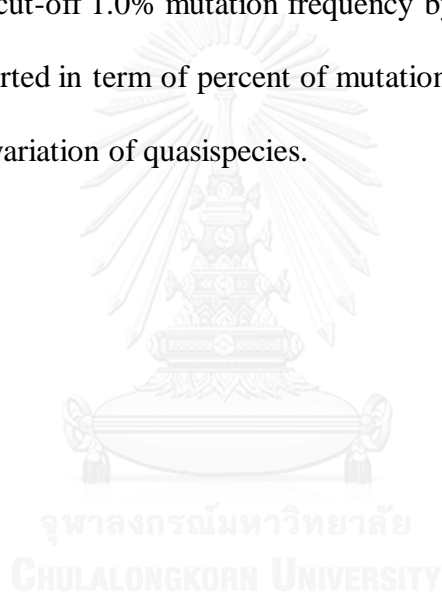 cut-off 1.0% mutation frequency by
rted in term of percent of mutation
variation of quasispecies.
จุฬาลงกรณ์มหาวิทยาลัย
CHULALONGKORN UNIVERSITY